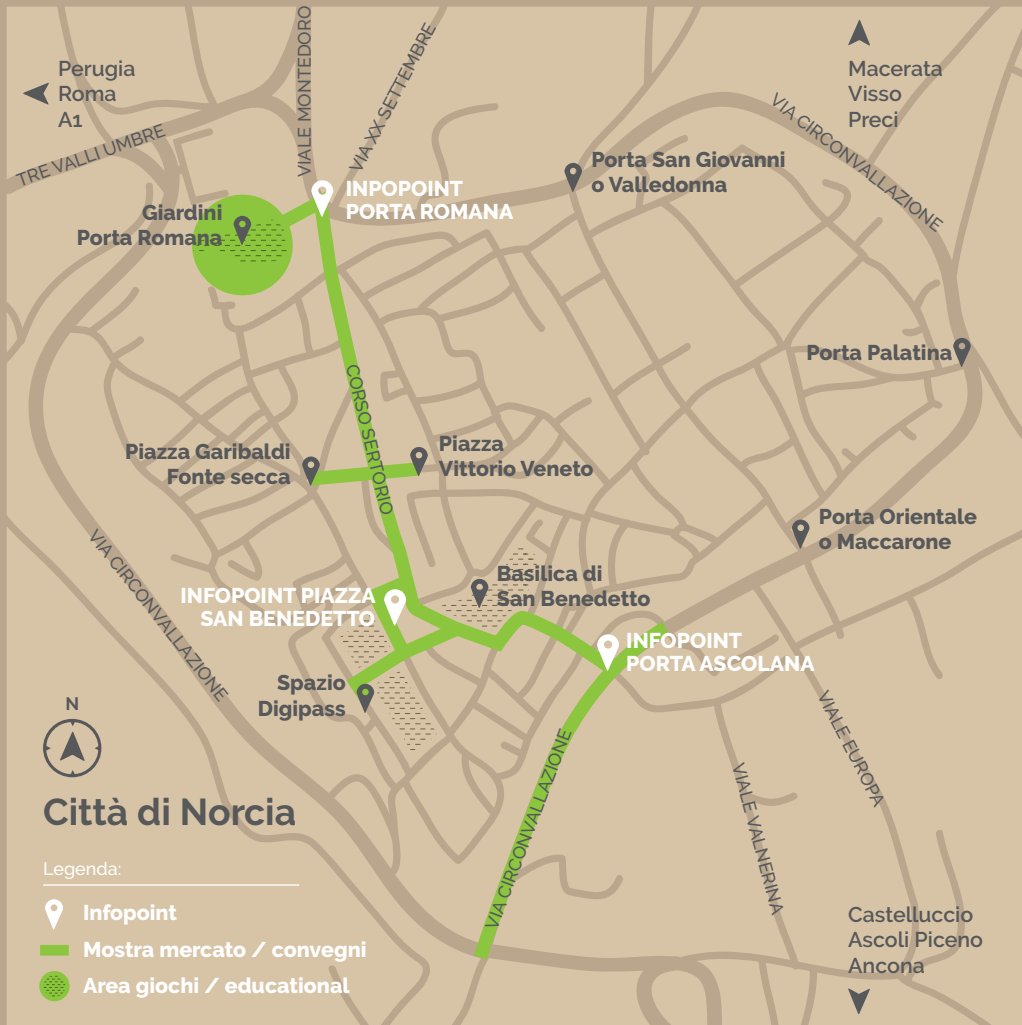 Perugia
Roma
A1
TRE VALLI UMBRE
VIALE MONTEDORO
VIA XX SETTEMBRE
Macerata
Visso
Preci
VIA CIRCONVALLAZIONE
Porta San Giovanni
o Valledonna
INPOPOINT
PORTA ROMANA
Giardini
Porta Romana
Porta Palatina
CORSO SERTORIO
Piazza Garibaldi
Fonte secca
Piazza
Vittorio Veneto
Porta Orientale
o Maccarone
VIA CIRCONVALLAZIONE
INFOPOINT PIAZZA
SAN BENEDETTO
Basilica di
San Benedetto
INFOPOINT
PORTA ASCOLANA
Spazio
Digipass
VIA CIRCONVALLAZIONE
VIALE EUROPA
VIALE VALNERINA
N
Città di Norcia
Legenda:
Infopoint
Mostra mercato / convegni
Area giochi / educational
Castelluccio
Ascoli Piceno
Ancona